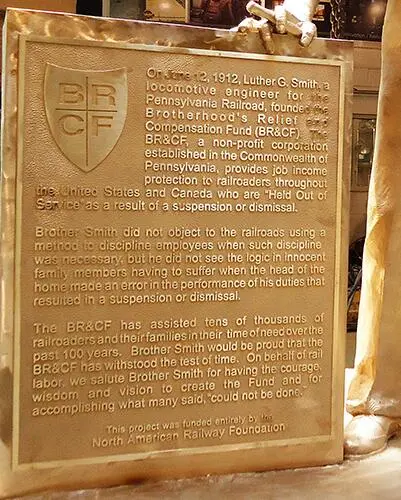 BR
CF
On June 12, 1912, Luther G. Smith, a
locomotive engineer for the
Pennsylvania Railroad, founded the
Brotherhood's Relief and
Compensation Fund (BR&CF). The
BR&CF, a non-profit corporation
established in the Commonwealth of
Pennsylvania, provides job income
Protection to railroaders throughout
the United States and Canada who are "Held Out of
Service" as a result of a suspension or dismissal.
Brother Smith did not object to the railroads using a
method to discipline employees when such discipline
was necessary, but he did not see the logic in innocent
family members having to suffer when the head of the
home made an error in the performance of his duties that
resulted in a suspension or dismissal.
The BR&CF has assisted tens of thousands of
railroaders and their families in their time of need over the
past 100 years. Brother Smith would be proud that the
BR&CF has withstood the test of time. On behalf of rail
labor, we salute Brother Smith for having the courage,
wisdom and vision to create the Fund and for
accomplishing what many said, "could not be done."
This project was funded entirely by the
North American Railway Foundation